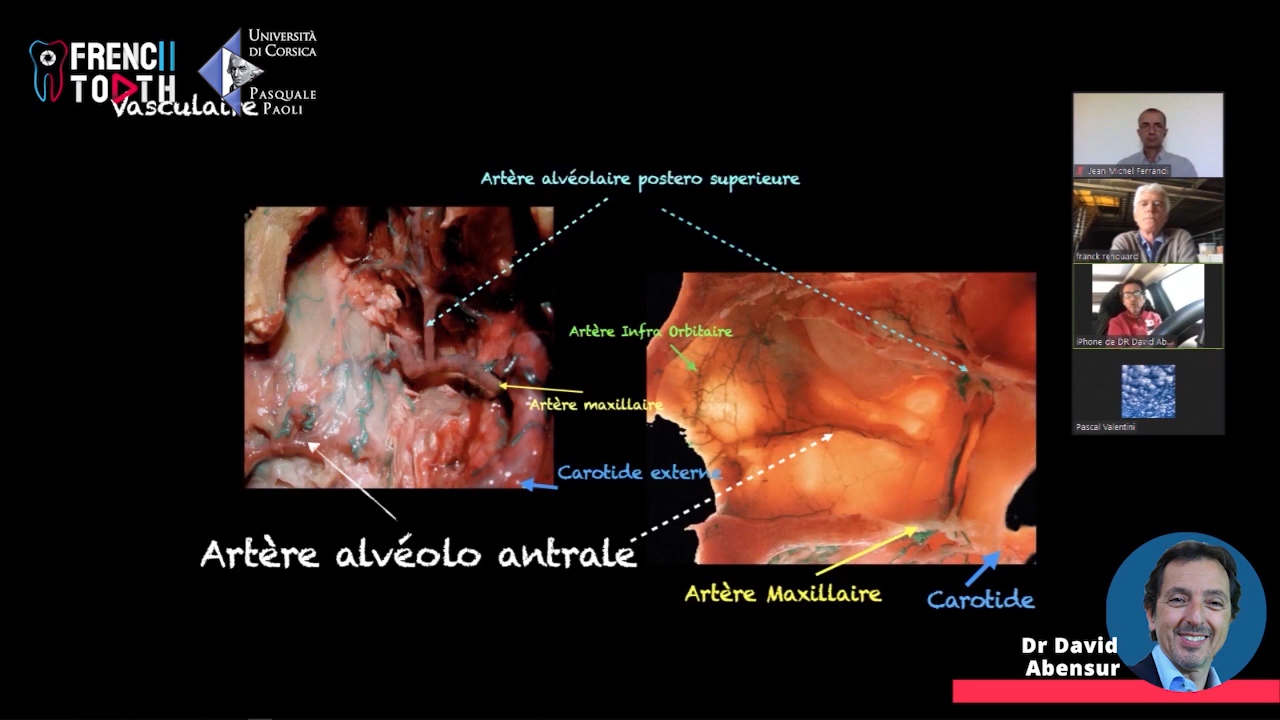 FRENCH
TOOTH
UNIVERSITÀ
DI CORSICA
PASQUALE
PAOLI
Vasculaire
Artère alvéolaire postero superieure
Artère Infra Orbitaire
Artère maxillaire
Carotide externe
Artère alvéolo antrale
Artère Maxillaire
Carotide
Jean Michel Ferrandi
franck renouard
iPhone de DR David Ab...
Pascal Valentini
Dr David
Abensur